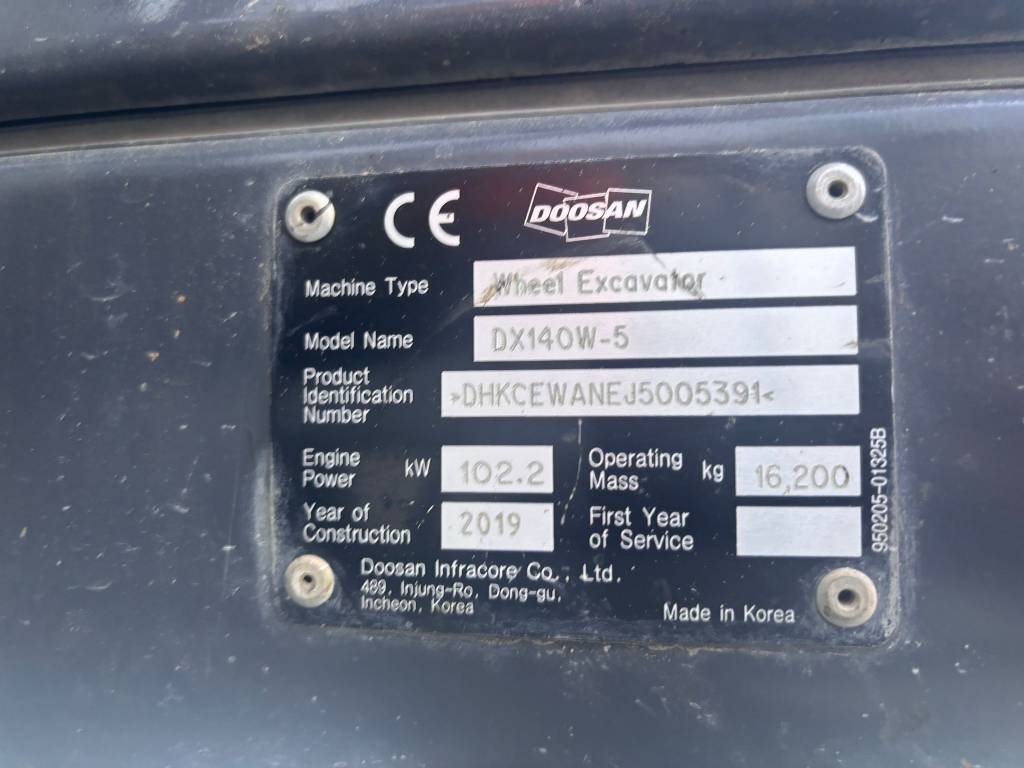 CE DOOSAN
Machine Type Wheel Excavator
Model Name DX140W-5
Product
Identification
Number
»DHKCEWANEJ5005391«
Engine
Power
kW 102.2
Operating
Mass
kg 16,200
Year of
Construction
2019
First Year
of Service
950205-01325B
Doosan Infracore Co., Ltd.
489, Injung-Ro, Dong-gu,
Incheon, Korea
Made in Korea